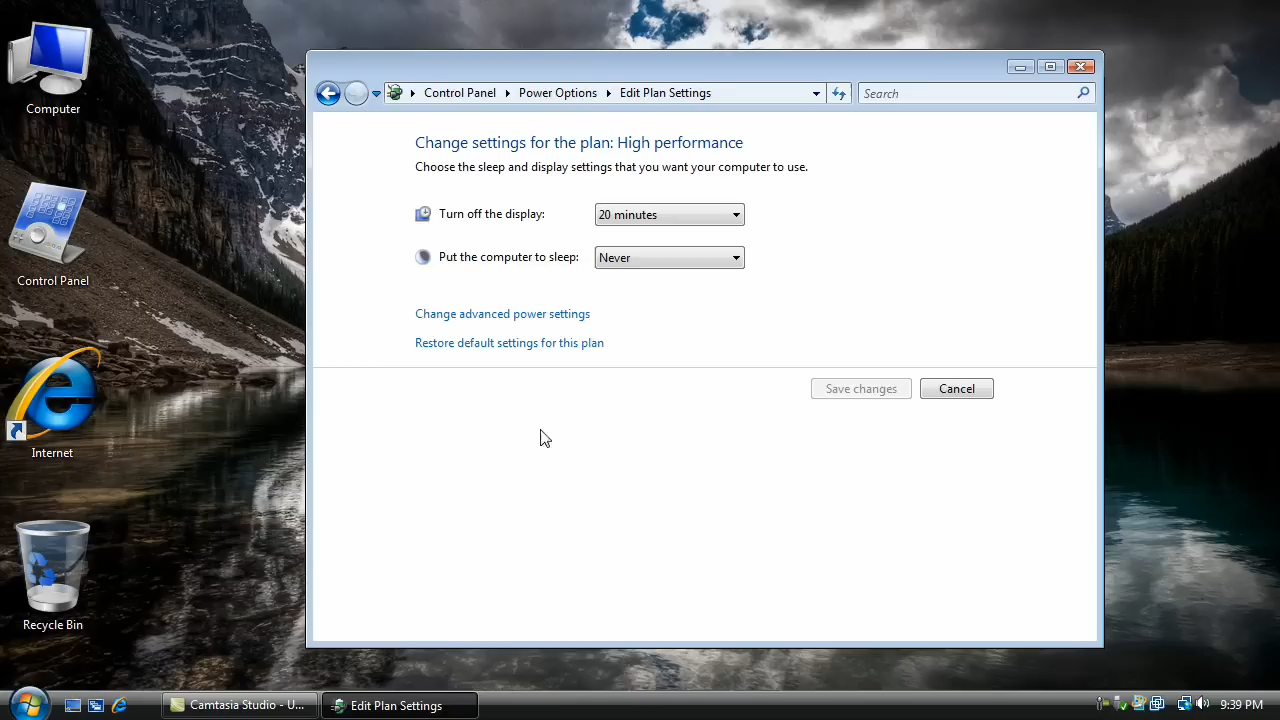 Computer
Control Panel
Internet
Recycle Bin
Control Panel
Power Options
Edit Plan Settings
Search
Change settings for the plan: High performance
Choose the sleep and display settings that you want your computer to use.
Turn off the display:
20 minutes
Put the computer to sleep:
Never
Change advanced power settings
Restore default settings for this plan
Save changes
Cancel
Camtasia Studio - U...
Edit Plan Settings
9:39 PM